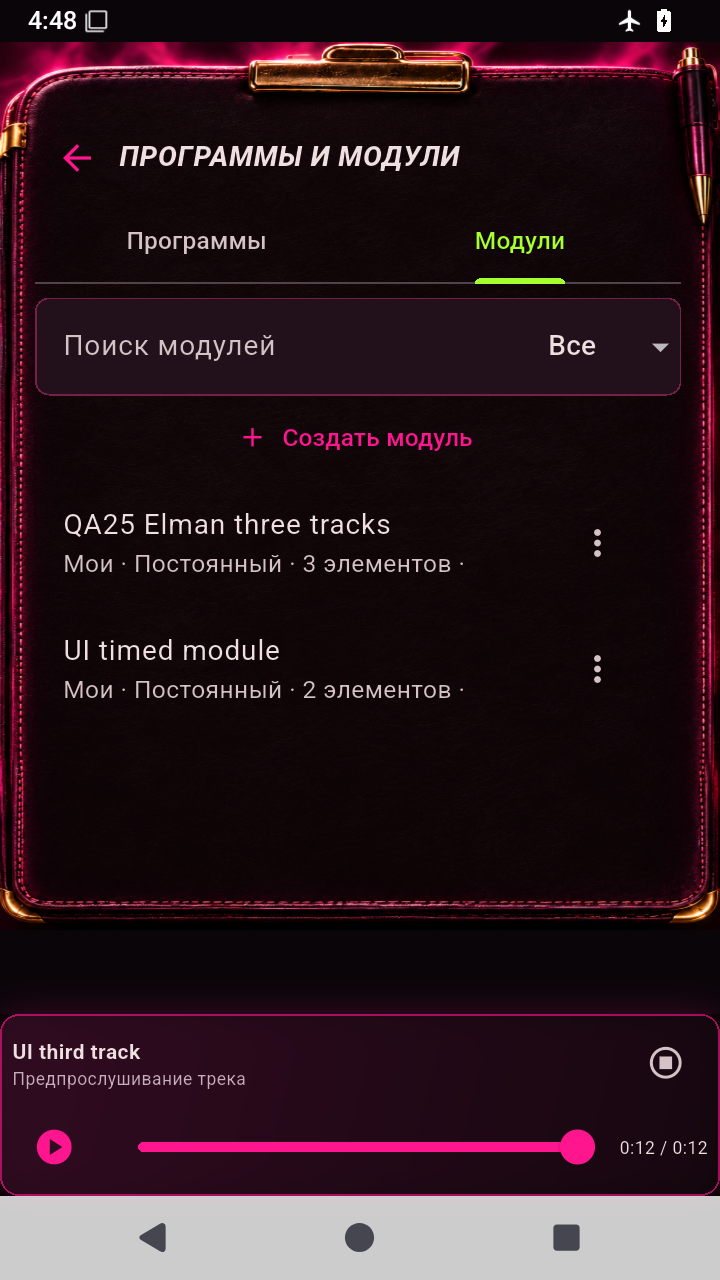 4:48
ПРОГРАММЫ И МОДУЛИ
Программы
Модули
Поиск модулей
Все
+ Создать модуль
QA25 Elman three tracks
Мои · Постоянный · 3 элементов ·
UI timed module
Мои · Постоянный · 2 элементов ·
UI third track
Предпрослушивание трека
0:12 / 0:12